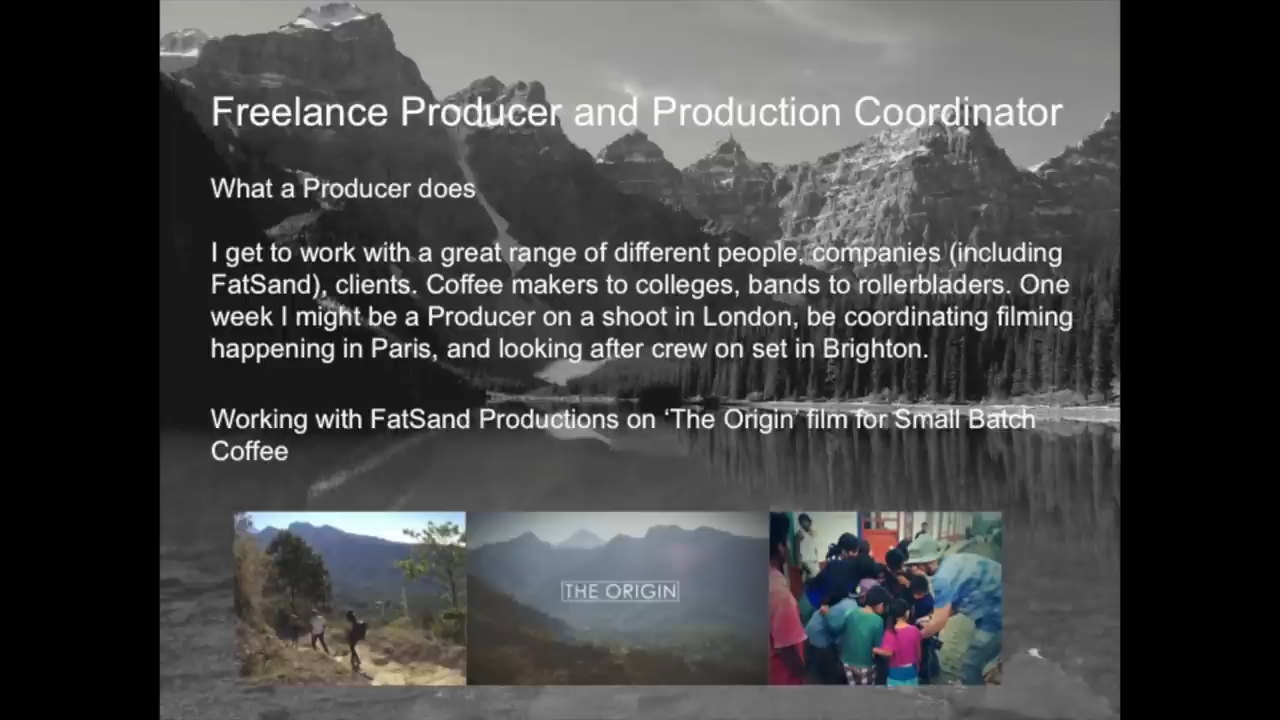 Freelance Producer and Production Coordinator
What a Producer does
I get to work with a great range of different people, companies (including
FatSand), clients. Coffee makers to colleges, bands to rollerbladers. One
week I might be a Producer on a shoot in London, be coordinating filming
happening in Paris, and looking after crew on set in Brighton.
Working with FatSand Productions on ‘The Origin’ film for Small Batch
Coffee
THE ORIGIN